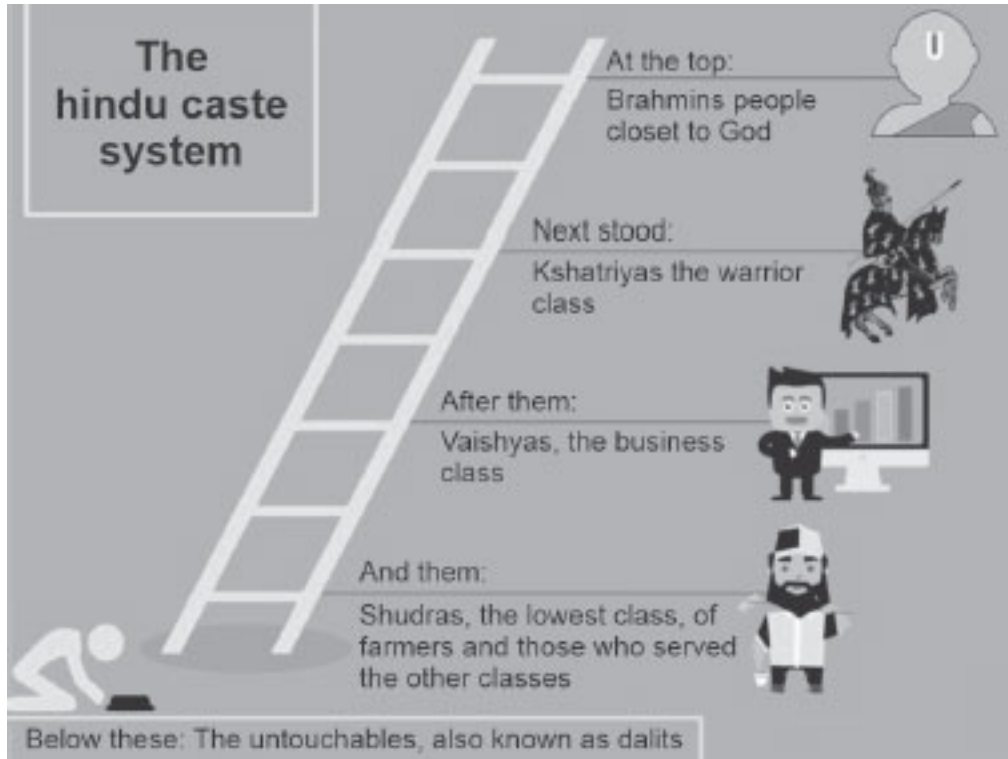 The
hindu caste
system
At the top:
Brahmins people
closet to God
Next stood:
Kshatriyas the warrior
class
After them:
Vaishyas, the business
class
And them:
Shudras, the lowest class, of
farmers and those who served
the other classes
Below these: The untouchables, also known as dalits